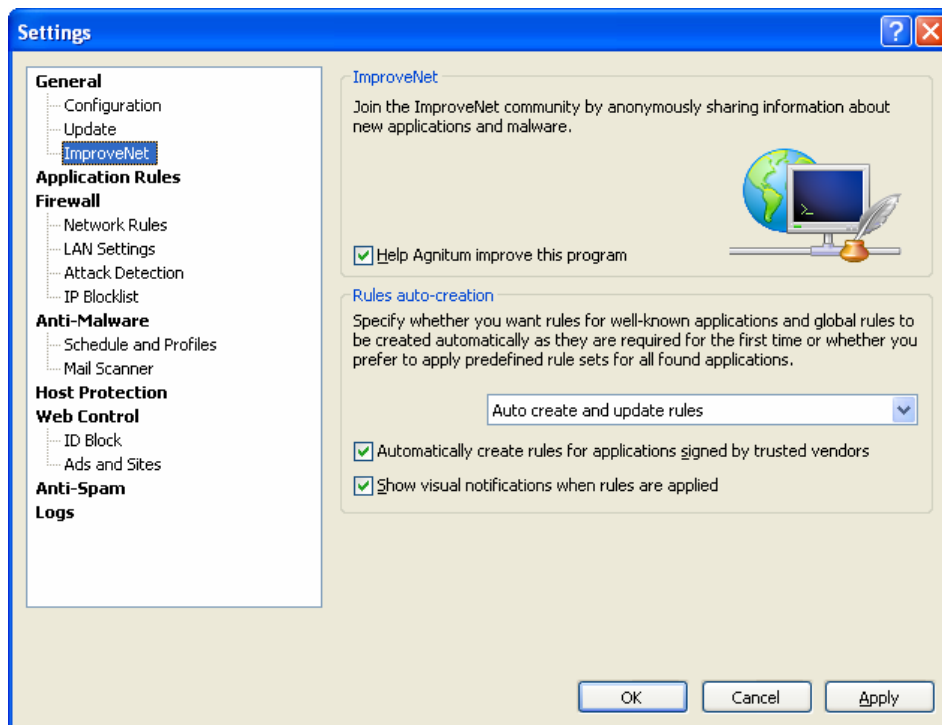 Settings
General
Configuration
Update
ImproveNet
Application Rules
Firewall
Network Rules
LAN Settings
Attack Detection
IP Blocklist
Anti-Malware
Schedule and Profiles
Mail Scanner
Host Protection
Web Control
ID Block
Ads and Sites
Anti-Spam
Logs
ImproveNet
Join the ImproveNet community by anonymously sharing information about
new applications and malware.
Help Agnitum improve this program
Rules auto-creation
Specify whether you want rules for well-known applications and global rules to
be created automatically as they are required for the first time or whether you
prefer to apply predefined rule sets for all found applications.
Auto create and update rules
Automatically create rules for applications signed by trusted vendors
Show visual notifications when rules are applied
OK Cancel Apply